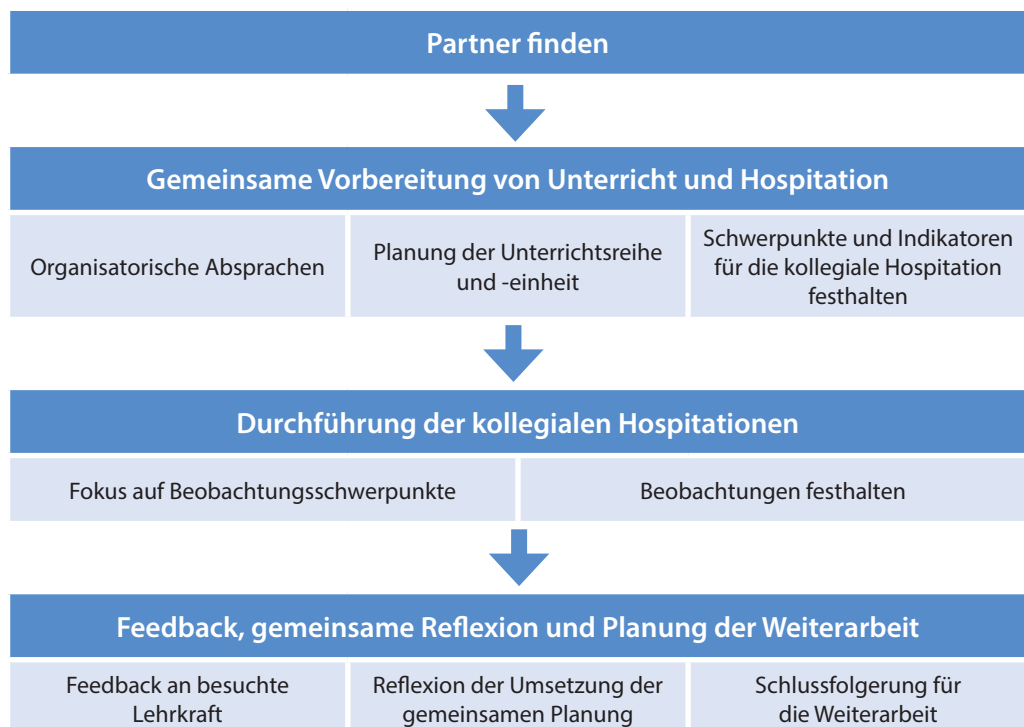 Partner finden
Gemeinsame Vorbereitung von Unterricht und Hospitation
Organisatorische Absprachen
Planung der Unterrichtsreihe
und -einheit
Schwerpunkte und Indikatoren
für die kollegiale Hospitation
festhalten
Durchführung der kollegialen Hospitationen
Fokus auf Beobachtungsschwerpunkte
Beobachtungen festhalten
Feedback, gemeinsame Reflexion und Planung der Weiterarbeit
Feedback an besuchte
Lehrkraft
Reflexion der Umsetzung der
gemeinsamen Planung
Schlussfolgerung für
die Weiterarbeit